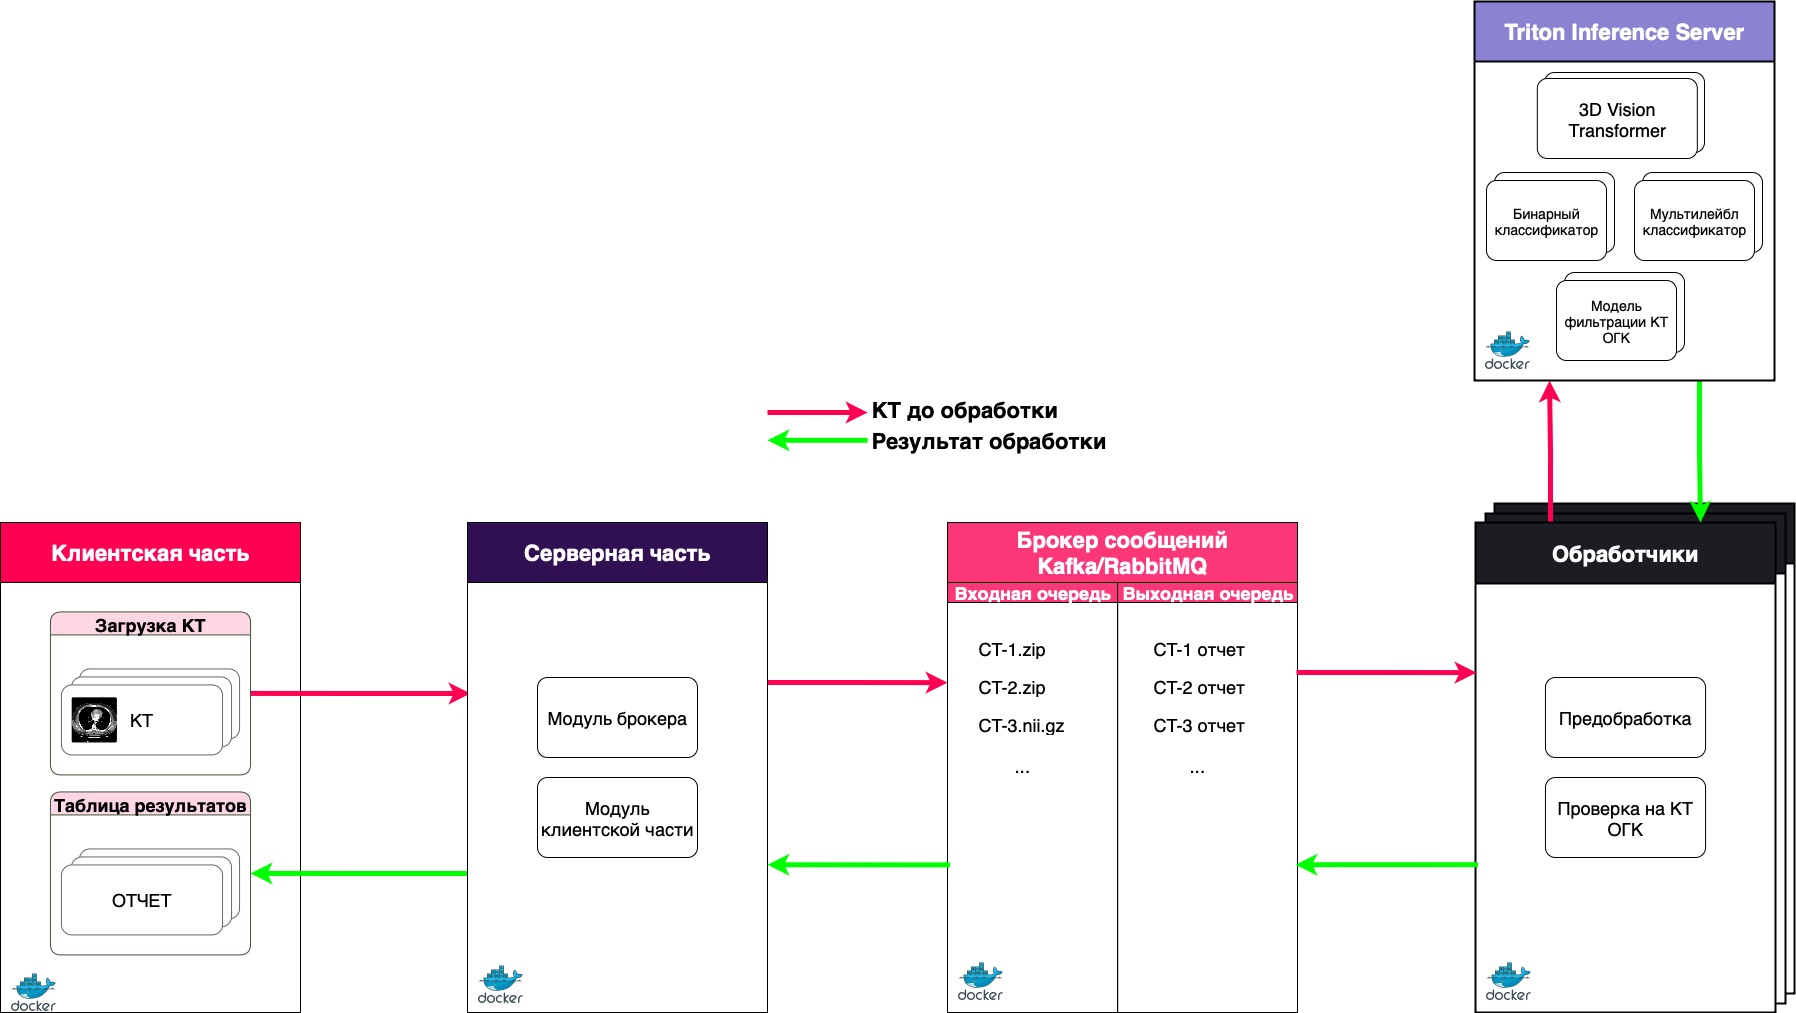 Triton Inference Server
3D Vision
Transformer
Бинарный
классификатор
Мультилейбл
классификатор
Модель
фильтрации КТ
ОГК
docker
КТ до обработки
Результат обработки
Клиентская часть
Загрузка КТ
КТ
Таблица результатов
ОТЧЕТ
docker
Серверная часть
Модуль брокера
Модуль
клиентской части
docker
Брокер сообщений
Kafka/RabbitMQ
Входная очередь
CT-1.zip
CT-2.zip
CT-3.nii.gz
...
Выходная очередь
CT-1 отчет
CT-2 отчет
CT-3 отчет
...
docker
Обработчики
Предобработка
Проверка на КТ
ОГК
docker